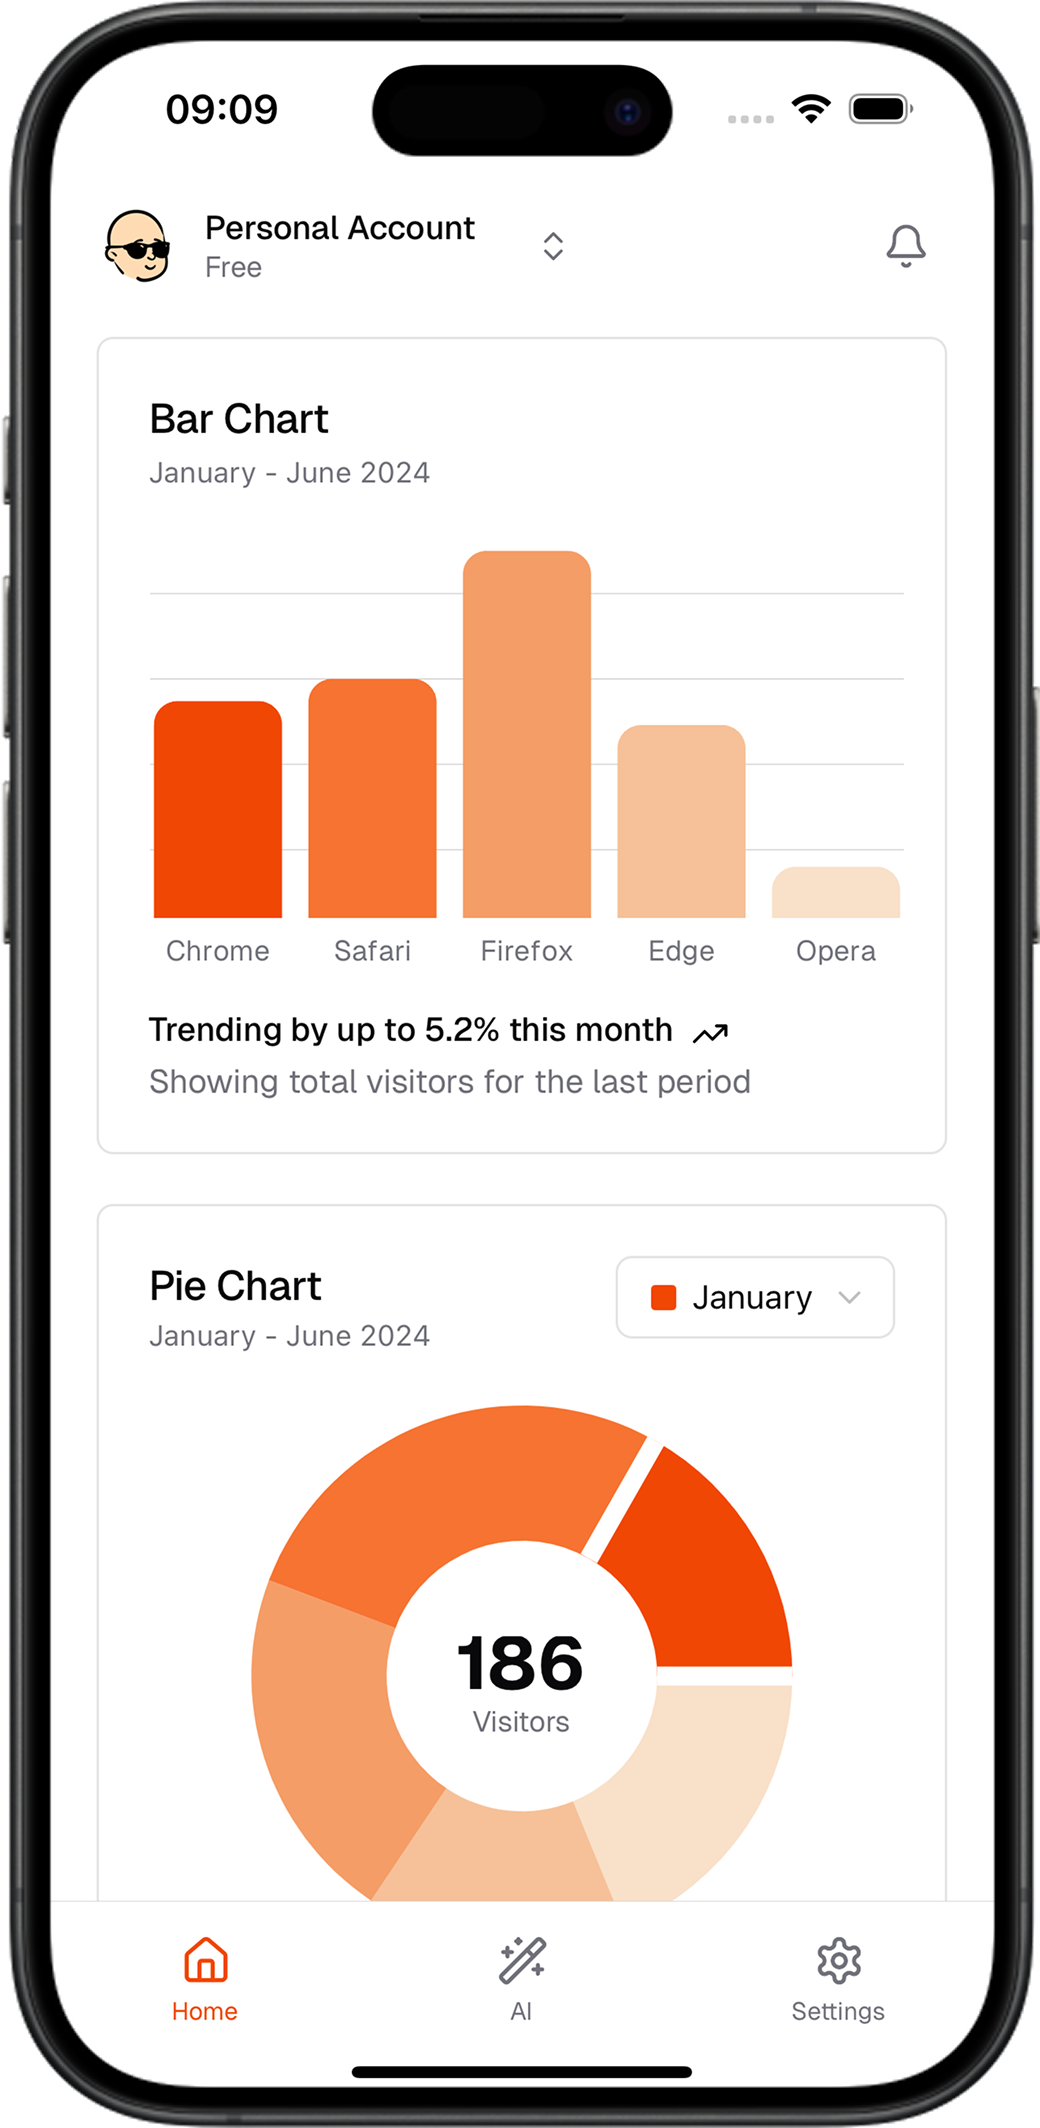 09:09
Personal Account
Free
Bar Chart
January - June 2024
Chrome Safari Firefox Edge Opera
Trending by up to 5.2% this month
Showing total visitors for the last period
Pie Chart
January
January - June 2024
186
Visitors
Home AI Settings